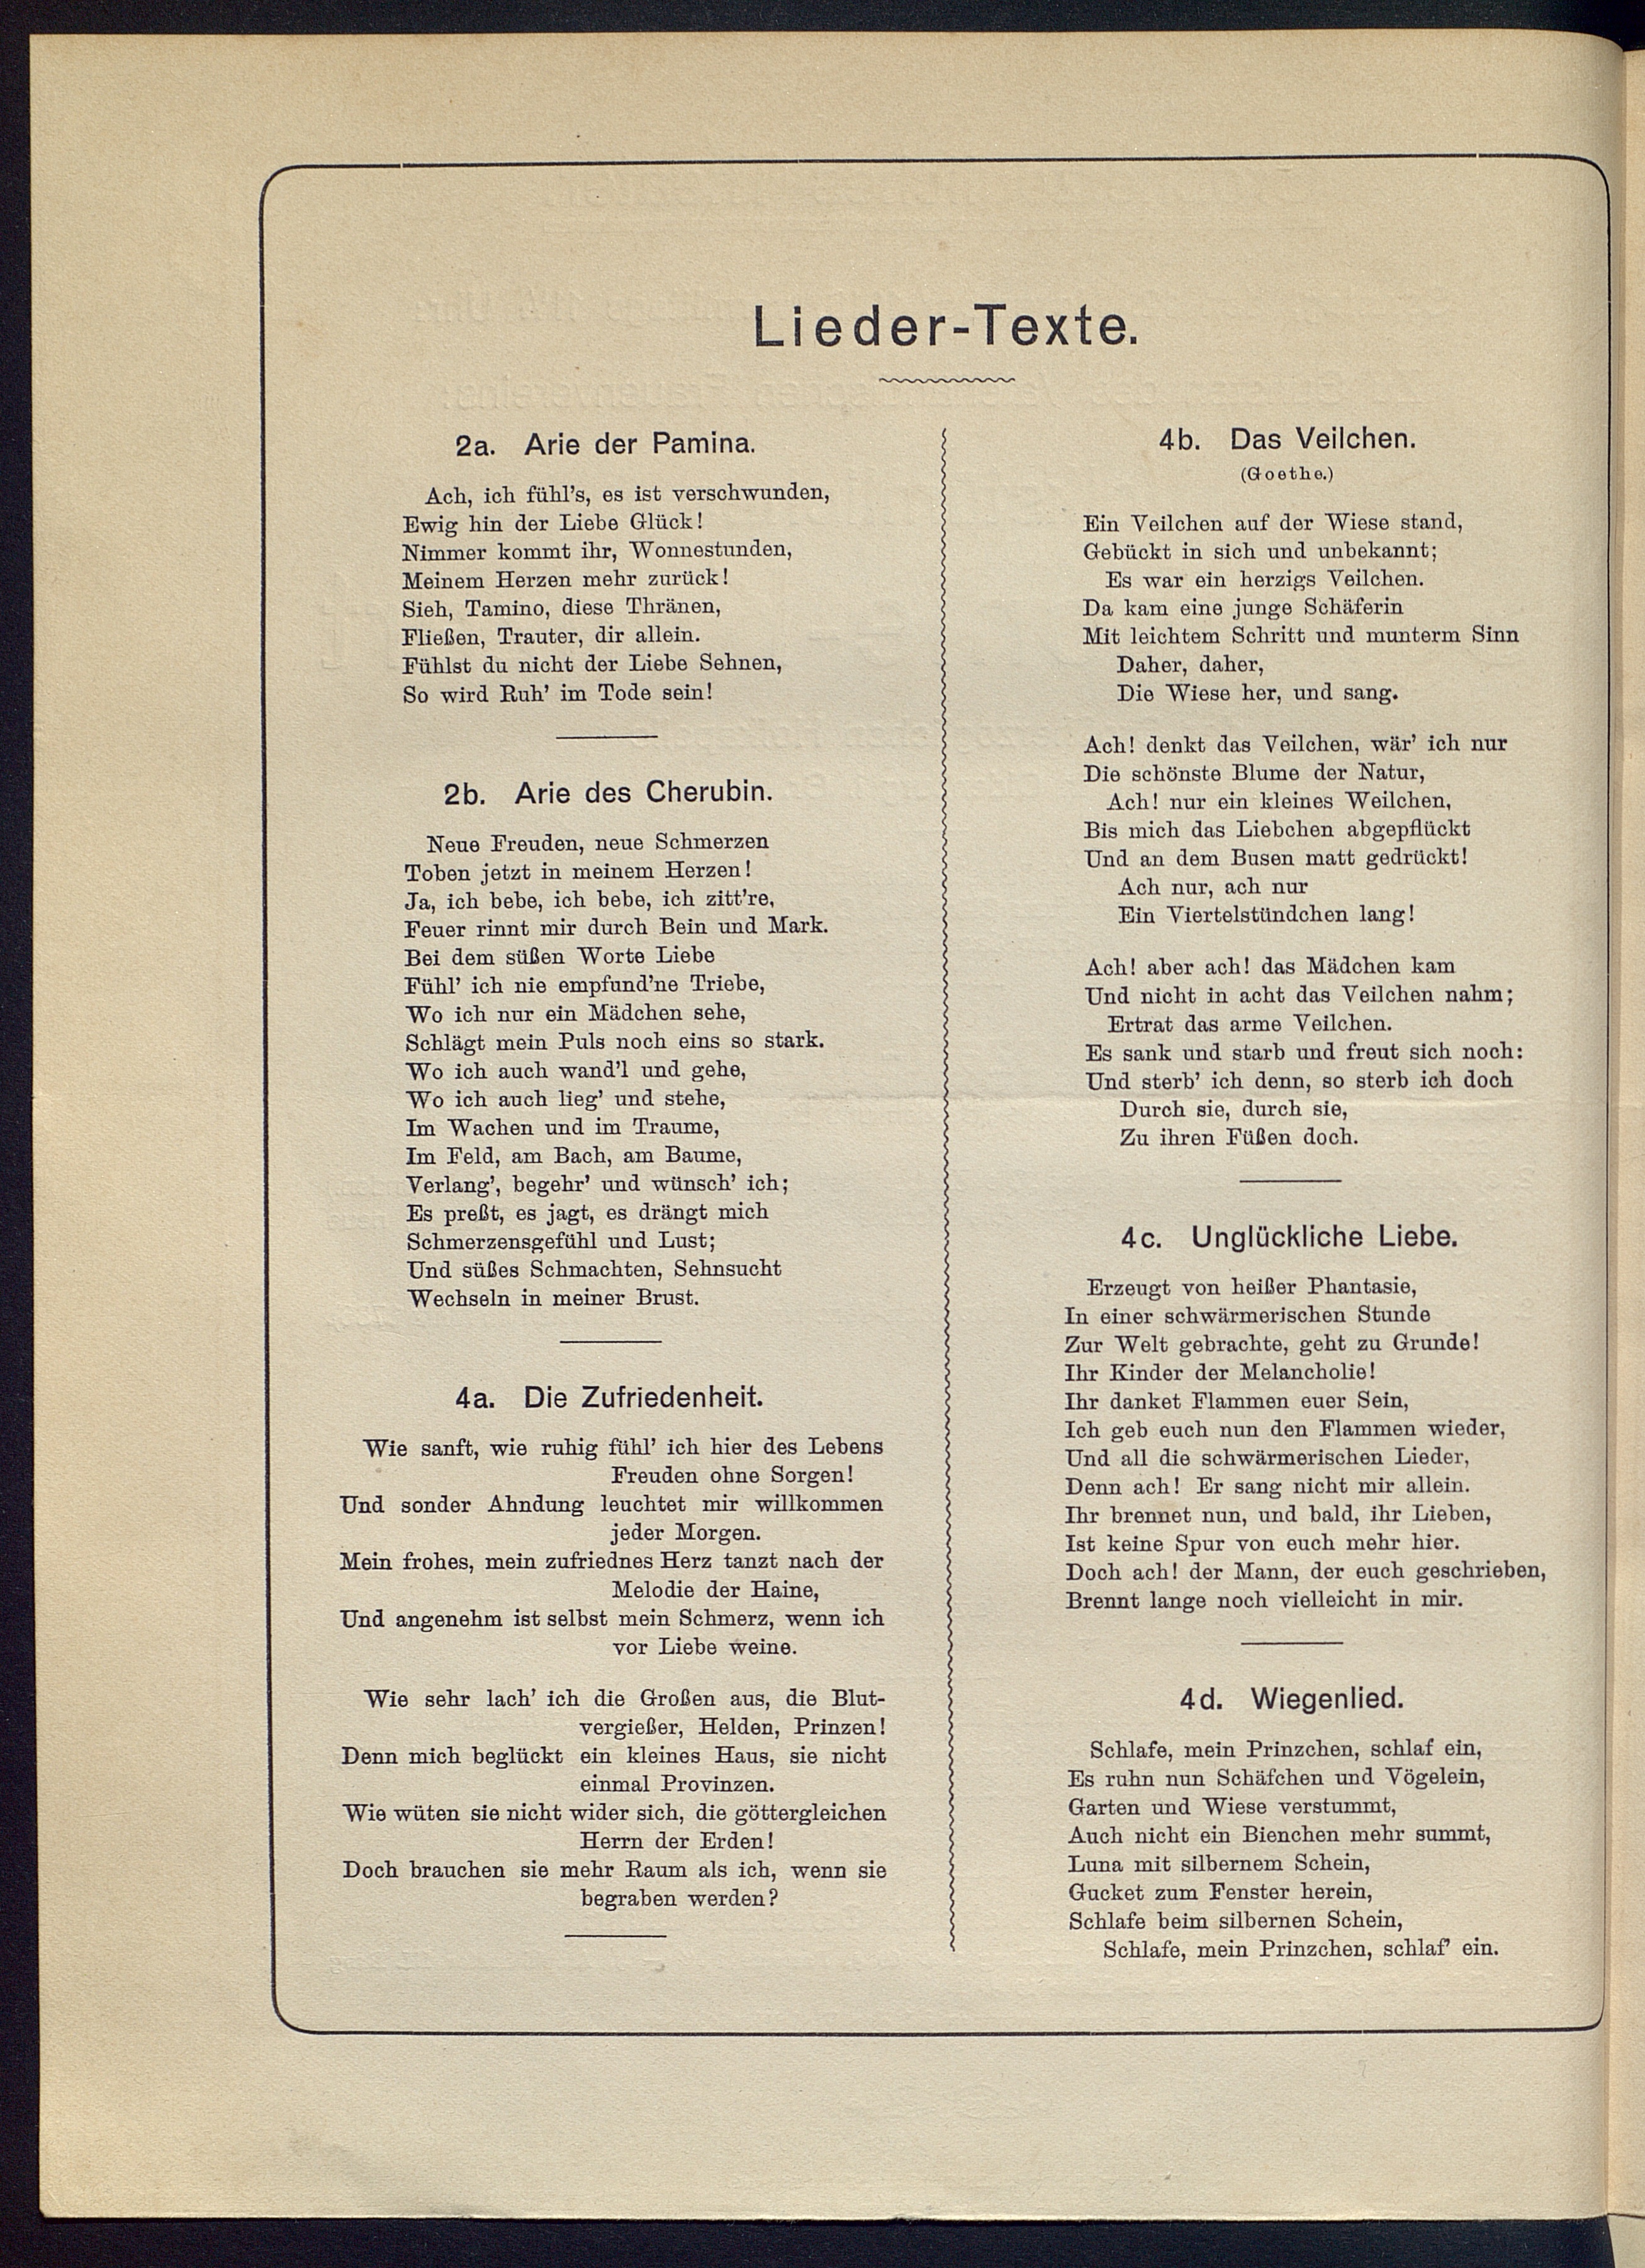 Lieder-Texte.
2a. Arie der Pamina.
Ach, ich fühl's, es ist verschwunden,
Ewig hin der Liebe Glück!
Nimmer kommt ihr, Wonnestunden,
Meinem Herzen mehr zurück!
Sieh, Tamino, diese Thränen,
Fließen, Trauter, dir allein.
Fühlst du nicht der Liebe Sehnen,
So wird Ruh' im Tode sein!
2b. Arie des Cherubin.
Neue Freuden, neue Schmerzen
Toben jetzt in meinem Herzen!
Ja, ich bebe, ich bebe, ich zitt're,
Feuer rinnt mir durch Bein und Mark.
Bei dem süßen Worte Liebe
Fühl' ich nie empfund'ne Triebe,
Wo ich nur ein Mädchen sehe,
Schlägt mein Puls noch eins so stark.
Wo ich auch wand'l und gehe,
Wo ich auch lieg' und stehe,
Im Wachen und im Traume,
Im Feld, am Bach, am Baume,
Verlang', begehr' und wünsch' ich;
Es preßt, es jagt, es drängt mich
Schmerzensgefühl und Lust;
Und süßes Schmachten, Sehnsucht
Wechseln in meiner Brust.
4a. Die Zufriedenheit.
Wie sanft, wie ruhig fühl' ich hier des Lebens
Freuden ohne Sorgen!
Und sonder Ahndung leuchtet mir willkommen
jeder Morgen.
Mein frohes, mein zufriednes Herz tanzt nach der
Melodie der Haine,
Und angenehm ist selbst mein Schmerz, wenn ich
vor Liebe weine.
Wie sehr lach' ich die Großen aus, die Blut-
vergießer, Helden, Prinzen!
Denn mich beglückt ein kleines Haus, sie nicht
einmal Provinzen.
Wie wüten sie nicht wider sich, die göttergleichen
Herrn der Erden!
Doch brauchen sie mehr Raum als ich, wenn sie
begraben werden?
4b. Das Veilchen.
(Goethe.)
Ein Veilchen auf der Wiese stand,
Gebückt in sich und unbekannt;
Es war ein herzigs Veilchen.
Da kam eine junge Schäferin
Mit leichtem Schritt und munterm Sinn
Daher, daher,
Die Wiese her, und sang.
Ach! denkt das Veilchen, wär' ich nur
Die schönste Blume der Natur,
Ach! nur ein kleines Weilchen,
Bis mich das Liebchen abgepflückt
Und an dem Busen matt gedrückt!
Ach nur, ach nur
Ein Viertelstündchen lang!
Ach! aber ach! das Mädchen kam
Und nicht in acht das Veilchen nahm;
Ertrat das arme Veilchen.
Es sank und starb und freut sich noch:
Und sterb' ich denn, so sterb ich doch
Durch sie, durch sie,
Zu ihren Füßen doch.
4c. Unglückliche Liebe.
Erzeugt von heißer Phantasie,
In einer schwärmerischen Stunde
Zur Welt gebrachte, geht zu Grunde!
Ihr Kinder der Melancholie!
Ihr danket Flammen euer Sein,
Ich geb euch nun den Flammen wieder,
Und all die schwärmerischen Lieder,
Denn ach! Er sang nicht mir allein.
Ihr brennet nun, und bald, ihr Lieben,
Ist keine Spur von euch mehr hier.
Doch ach! der Mann, der euch geschrieben,
Brennt lange noch vielleicht in mir.
4d. Wiegenlied.
Schlafe, mein Prinzchen, schlaf ein,
Es ruhn nun Schäfchen und Vögelein,
Garten und Wiese verstummt,
Auch nicht ein Bienchen mehr summt,
Luna mit silbernem Schein,
Gucket zum Fenster herein,
Schlafe beim silbernen Schein,
Schlafe, mein Prinzchen, schlaf' ein.